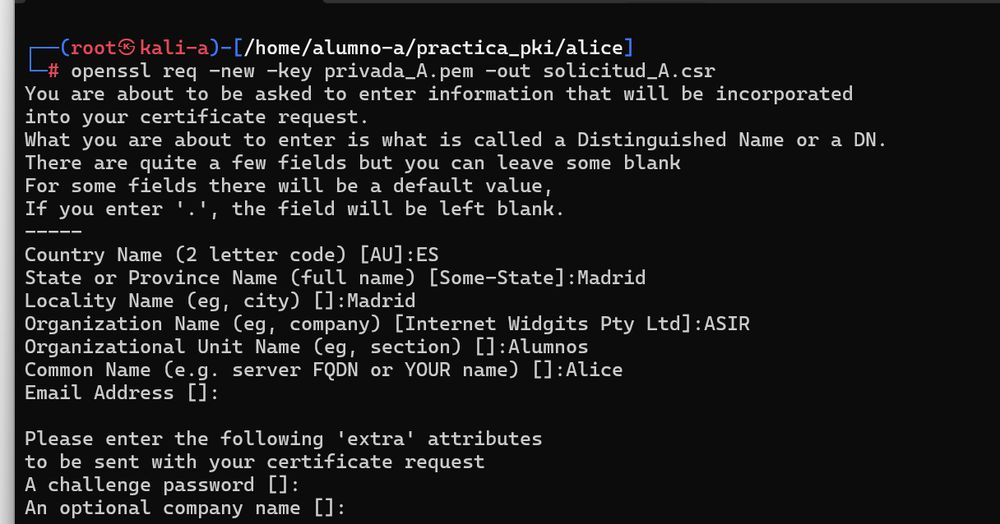 ┌──(root㉿kali-a)-[/home/alumno-a/practica_pki/alice]
└─# openssl req -new -key privada_A.pem -out solicitud_A.csr
You are about to be asked to enter information that will be incorporated
into your certificate request.
What you are about to enter is what is called a Distinguished Name or a DN.
There are quite a few fields but you can leave some blank
For some fields there will be a default value,
If you enter '.', the field will be left blank.
-----
Country Name (2 letter code) [AU]:ES
State or Province Name (full name) [Some-State]:Madrid
Locality Name (eg, city) []:Madrid
Organization Name (eg, company) [Internet Widgits Pty Ltd]:ASIR
Organizational Unit Name (eg, section) []:Alumnos
Common Name (e.g. server FQDN or YOUR name) []:Alice
Email Address []:

Please enter the following 'extra' attributes
to be sent with your certificate request
A challenge password []:
An optional company name []: